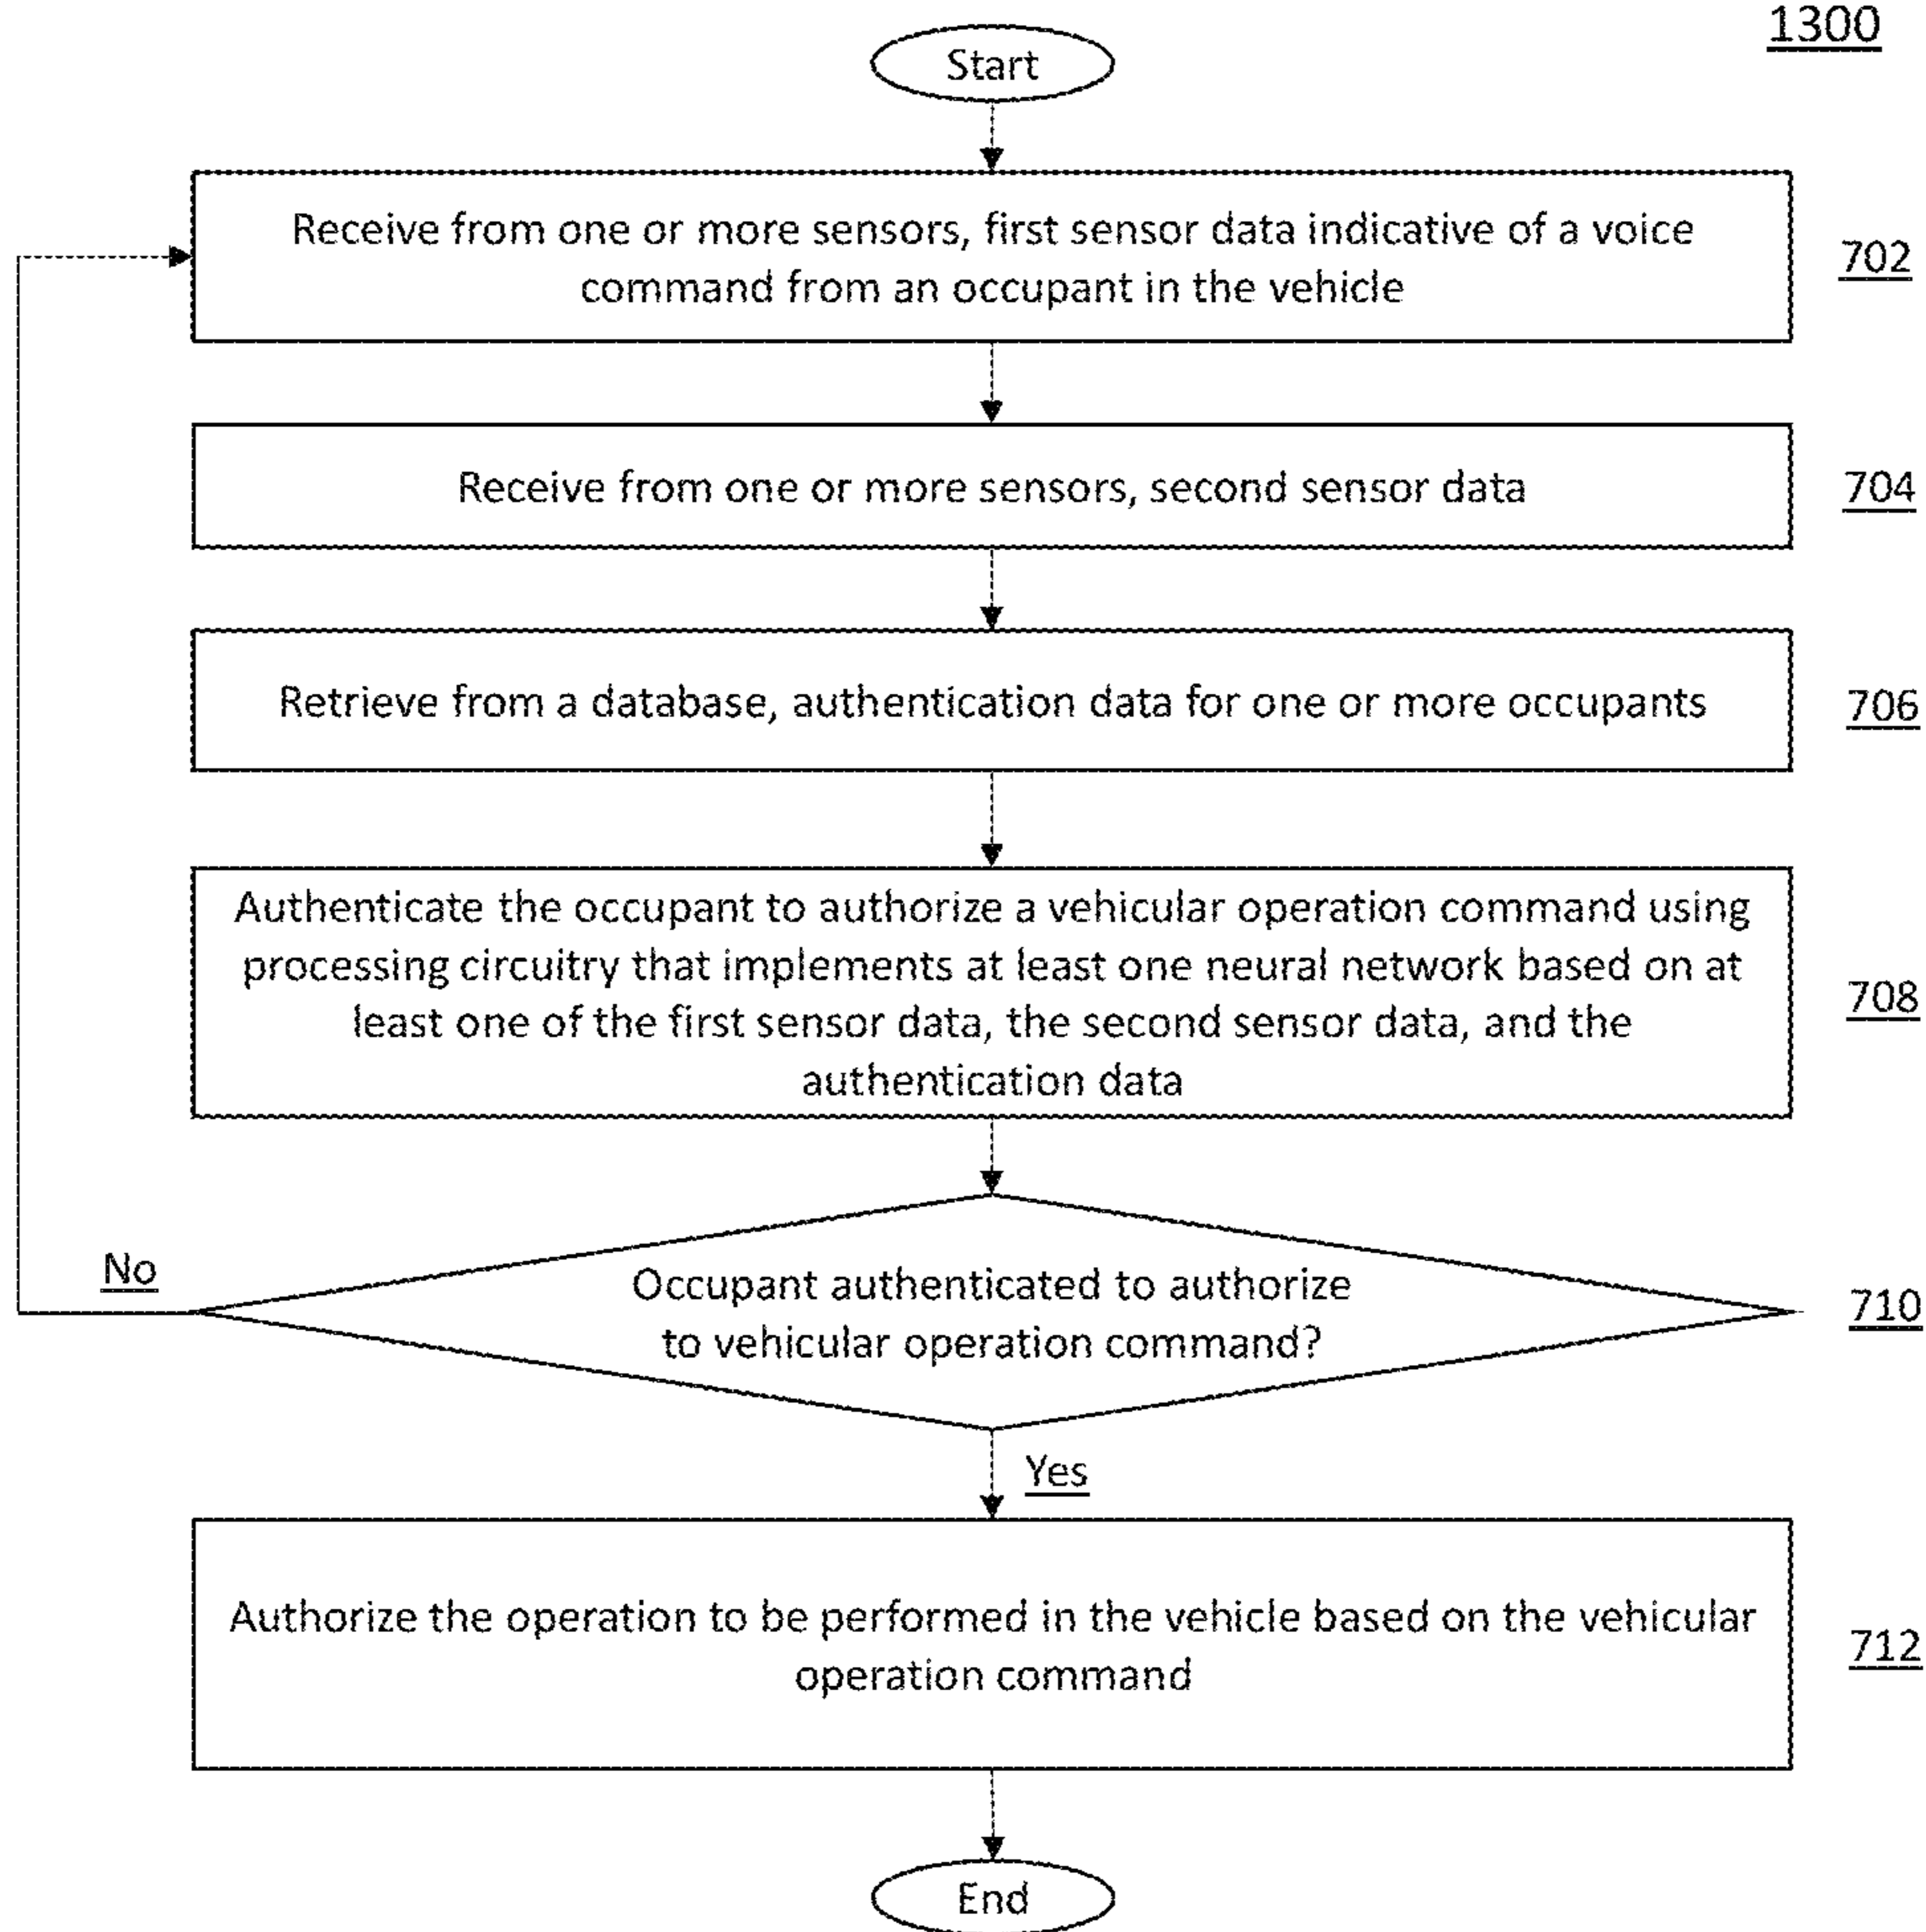 1300
Start
Receive from one or more sensors, first sensor data indicative of a voice
command from an occupant in the vehicle
702
Receive from one or more sensors, second sensor data
704
Retrieve from a database, authentication data for one or more occupants
706
Authenticate the occupant to authorize a vehicular operation command using
processing circuitry that implements at least one neural network based on at
least one of the first sensor data, the second sensor data, and the
authentication data
708
No
Occupant authenticated to authorize
to vehicular operation command?
710
Yes
Authorize the operation to be performed in the vehicle based on the vehicular
operation command
712
End